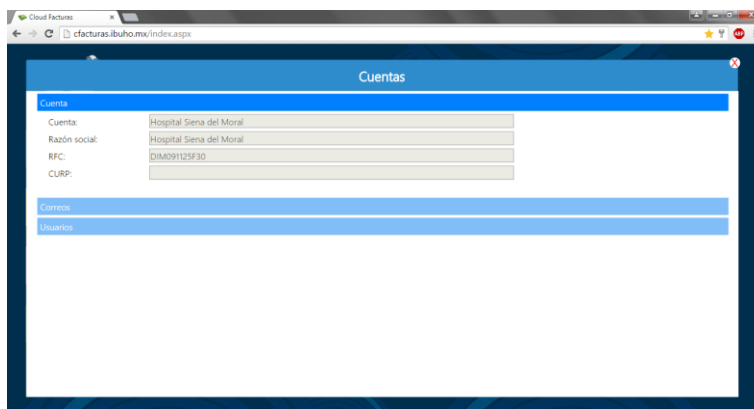 Cloud Facturas
cfacturas.ibuho.mx/index.aspx
ABP
X
Cuentas
Cuenta
Cuenta: Hospital Siena del Moral
Razón social: Hospital Siena del Moral
RFC: DIM091125F30
CURP:
Correos
Usuarios